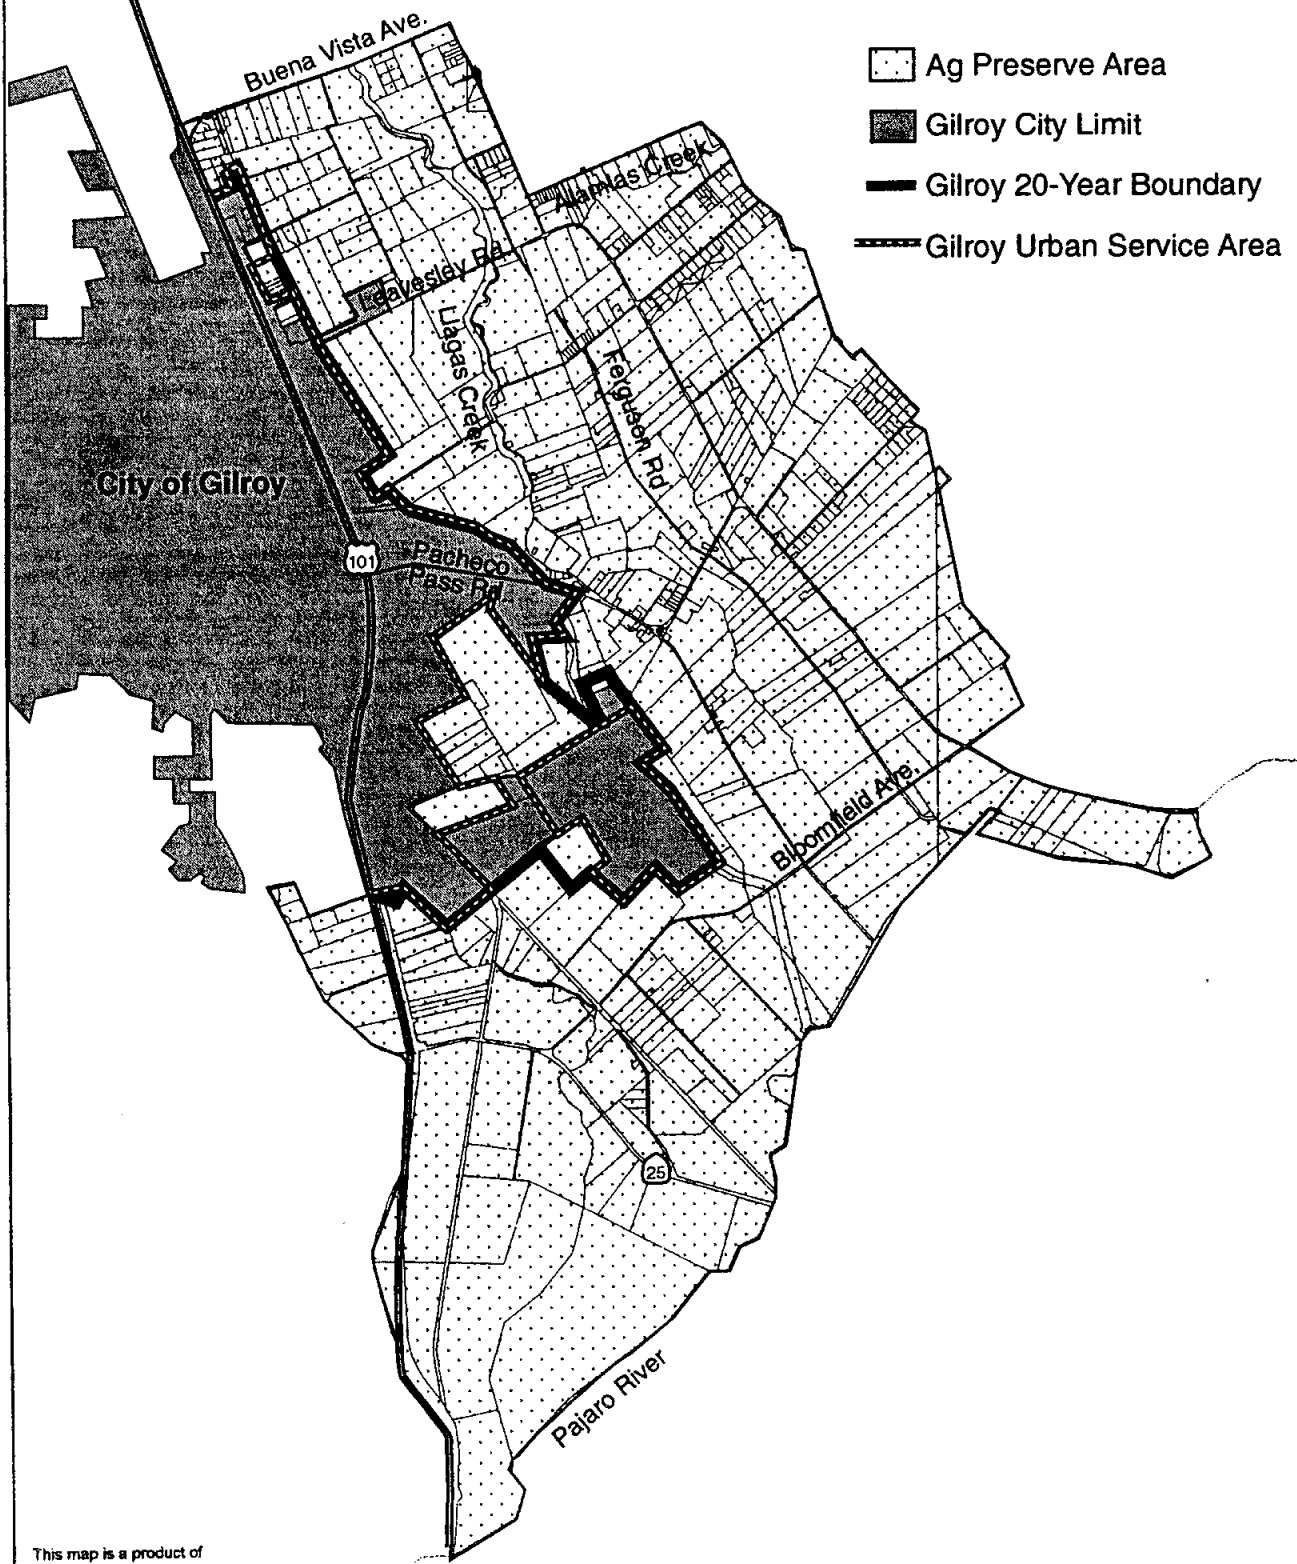 Buena Vista Ave.
Ag Preserve Area
Gilroy City Limit
Gilroy 20-Year Boundary
Gilroy Urban Service Area
Alamias Creek
Leavesley Rd.
Llagas Creek
Ferguson Rd
City of Gilroy
101
Pacheco
Pass Rd.
Bloomfield Ave.
25
Pajaro River
This map is a product of